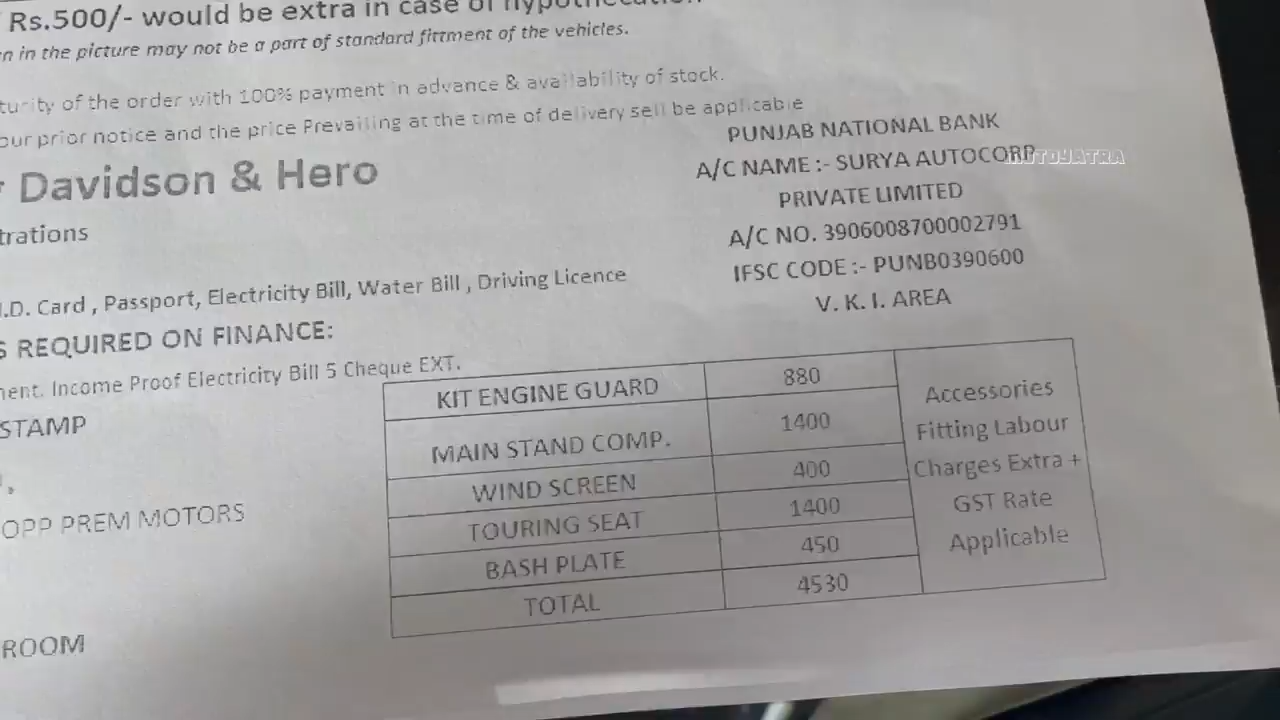 Rs.500/- would be extra in case of
n in the picture may not be a part of standard fittment of the vehicles.
turity of the order with 100% payment in advance & availability of stock.
our prior notice and the price Prevailing at the time of delivery sell be applicable
Davidson & Hero
trations
I.D. Card , Passport, Electricity Bill, Water Bill , Driving Licence
S REQUIRED ON FINANCE:
ment. Income Proof Electricity Bill 5 Cheque EXT.
STAMP
OPP PREM MOTORS
ROOM
PUNJAB NATIONAL BANK
A/C NAME :- SURYA AUTOCORP
MOTOYATRA
PRIVATE LIMITED
A/C NO. 3906008700002791
IFSC CODE :- PUNB0390600
V. K. I. AREA
KIT ENGINE GUARD 880
MAIN STAND COMP. 1400
WIND SCREEN 400
TOURING SEAT 1400
BASH PLATE 450
TOTAL 4530
Accessories
Fitting Labour
Charges Extra +
GST Rate
Applicable